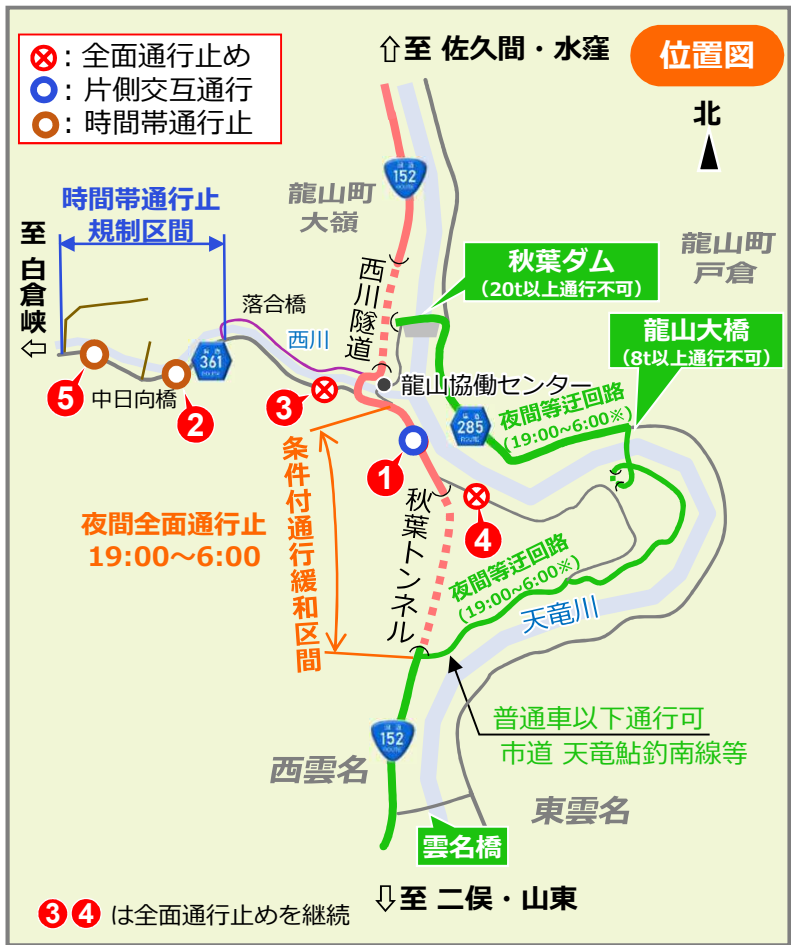 ⊗：全面通行止め
○：片側交互通行
○：時間帯通行止
⇧至 佐久間・水窪
位置図
北
152
ROUTE
龍山町
大嶺
時間帯通行止
規制区間
至 白倉峡
⇦
西川隧道
秋葉ダム
（20t以上通行不可）
龍山町
戸倉
落合橋
西川
361
龍山大橋
（8t以上通行不可）
龍山協働センター
5
中日向橋
2
3
285
夜間等迂回路
（19:00~6:00※）
1
4
条件付通行緩和区間
夜間全面通行止
19:00～6:00
秋葉トンネル
夜間等迂回路
（19:00~6:00※）
天竜川
普通車以下通行可
市道 天竜鮎釣南線等
152
ROUTE
西雲名
東雲名
雲名橋
⇩至 二俣・山東
3 4 は全面通行止めを継続